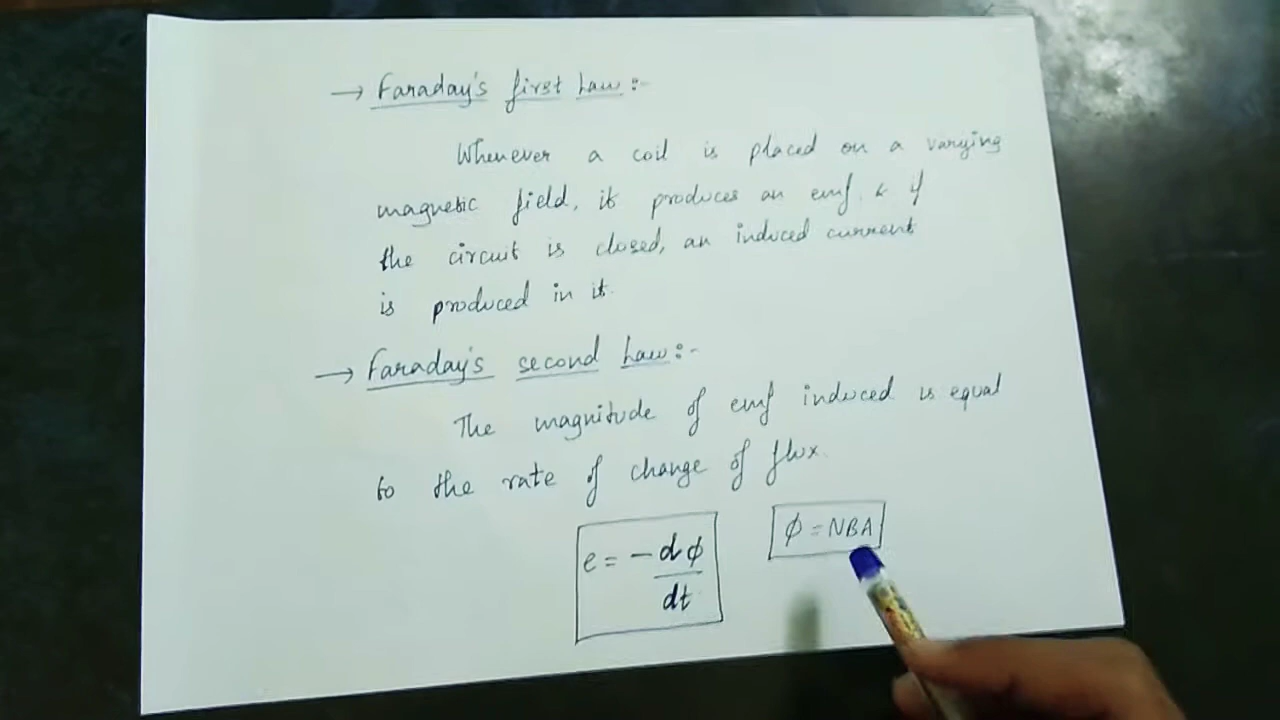 → Faraday's first Law :-
Whenever a coil is placed on a varying
magnetic field, it produces an emf. & if
the circuit is closed, an induced current
is produced in it.
→ Faraday's second Law :-
The magnitude of emf induced is equal
to the rate of change of flux.
e = -dϕ/dt
ϕ = NBA